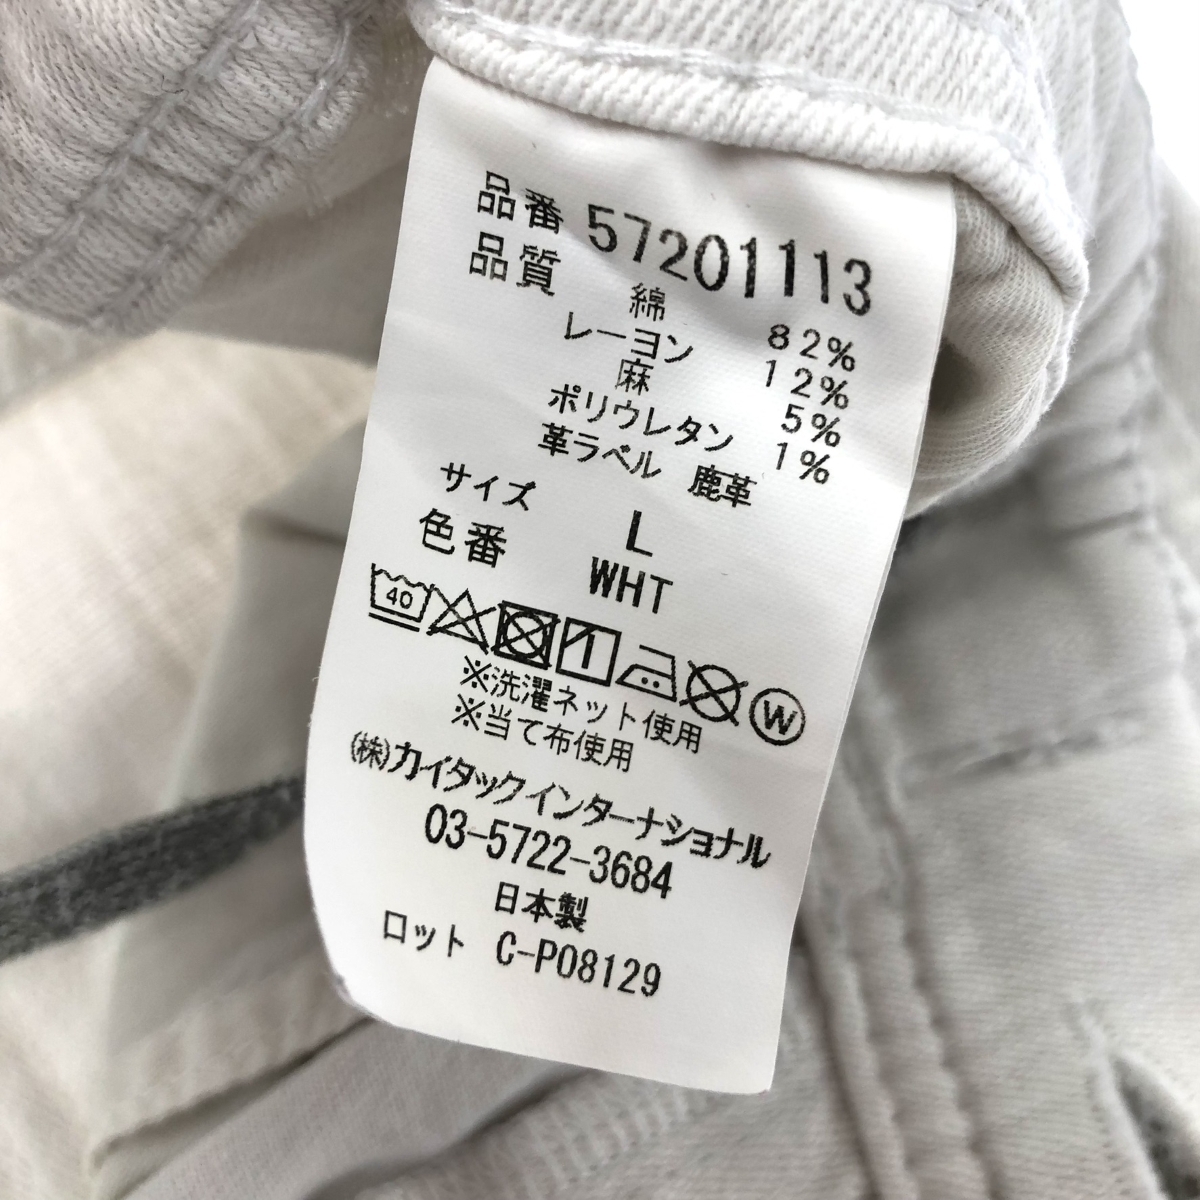 品番 57201113
品質 綿 82%
レーヨン 12%
麻 5%
ポリウレタン 1%
革ラベル 鹿革
サイズ L
色番 WHT
40 W
※洗濯ネット使用
※当て布使用
(株)カイタックインターナショナル
03-5722-3684
日本製
ロット C-P08129